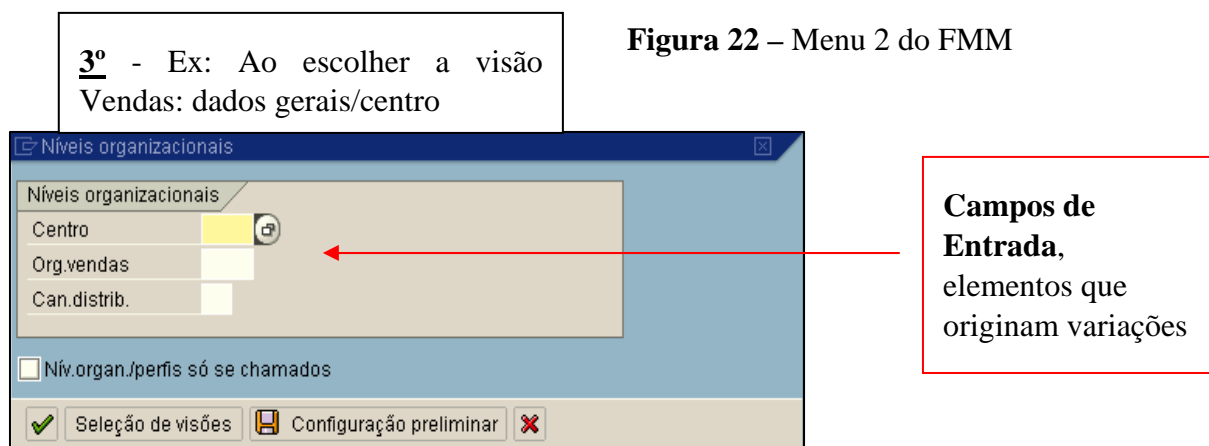 Figura 22 – Menu 2 do FMM
3º - Ex: Ao escolher a visão
Vendas: dados gerais/centro
Níveis organizacionais
Níveis organizacionais
Centro
Org.vendas
Can.distrib.
Nív.organ./perfis só se chamados
Seleção de visões
Configuração preliminar
Campos de
Entrada,
elementos que
originam variações